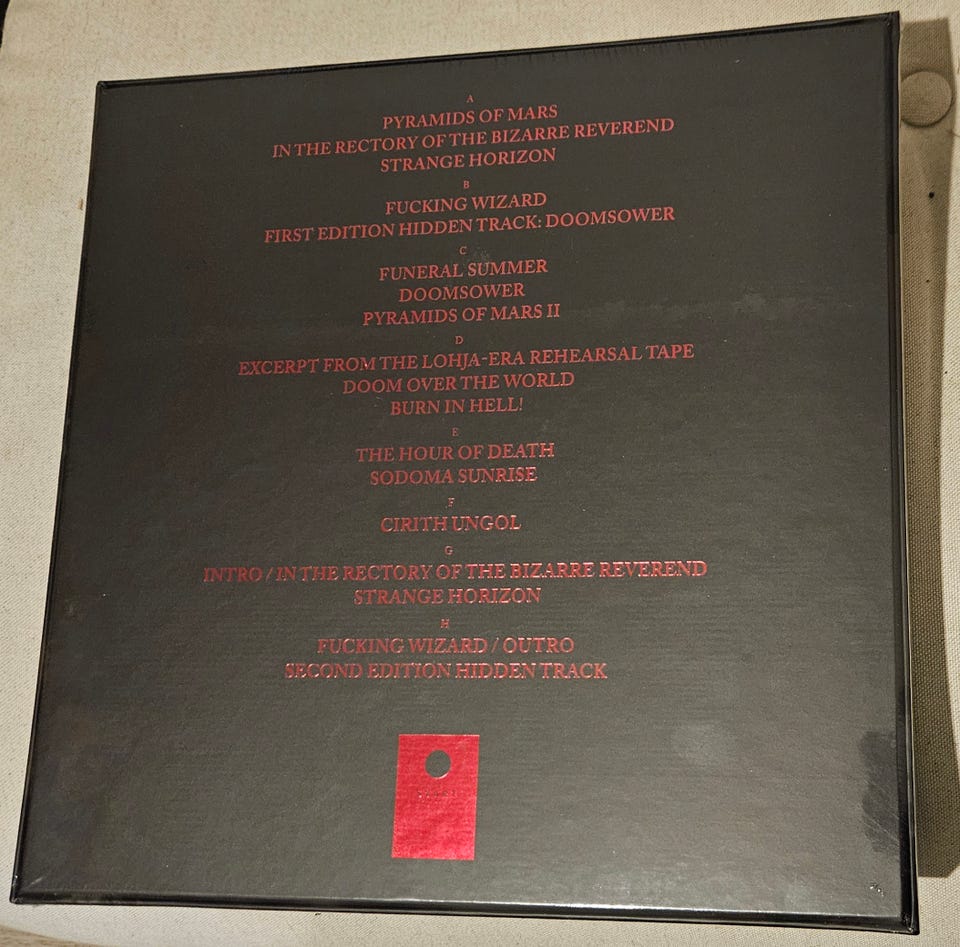 A
PYRAMIDS OF MARS
IN THE RECTORY OF THE BIZARRE REVEREND
STRANGE HORIZON
B
FUCKING WIZARD
FIRST EDITION HIDDEN TRACK: DOOMSOWER
C
FUNERAL SUMMER
DOOMSOWER
PYRAMIDS OF MARS II
D
EXCERPT FROM THE LOHJA-ERA REHEARSAL TAPE
DOOM OVER THE WORLD
BURN IN HELL!
E
THE HOUR OF DEATH
SODOMA SUNRISE
F
CIRITH UNGOL
G
INTRO / IN THE RECTORY OF THE BIZARRE REVEREND
STRANGE HORIZON
H
FUCKING WIZARD / OUTRO
SECOND EDITION HIDDEN TRACK